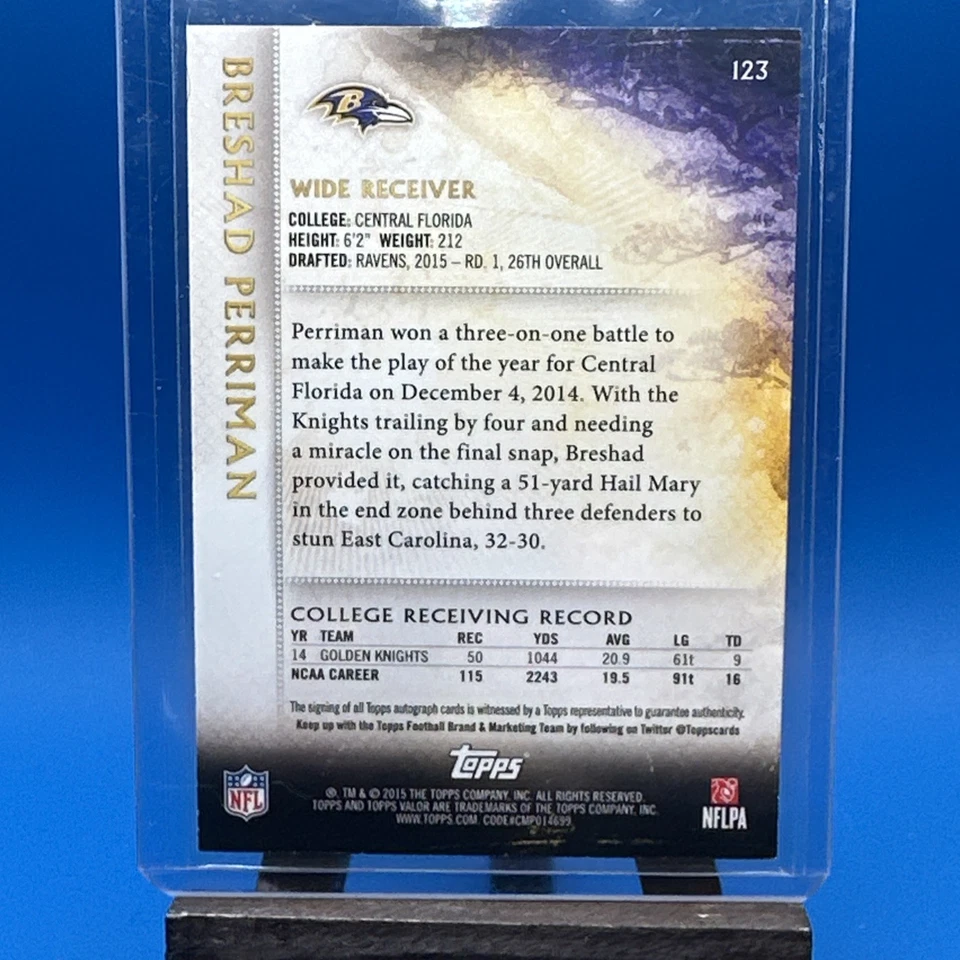 123
BRESHAD PERRIMAN
B
WIDE RECEIVER
COLLEGE: CENTRAL FLORIDA
HEIGHT: 6'2" WEIGHT: 212
DRAFTED: RAVENS, 2015 – RD. 1, 26TH OVERALL
Perriman won a three-on-one battle to
make the play of the year for Central
Florida on December 4, 2014. With the
Knights trailing by four and needing
a miracle on the final snap, Breshad
provided it, catching a 51-yard Hail Mary
in the end zone behind three defenders to
stun East Carolina, 32-30.
COLLEGE RECEIVING RECORD
YR TEAM REC YDS AVG LG TD
14 GOLDEN KNIGHTS 50 1044 20.9 61t 9
NCAA CAREER 115 2243 19.5 91t 16
The signing of all Topps autograph cards is witnessed by a Topps representative to guarantee authenticity.
Keep up with the Topps Football Brand & Marketing Team by following on Twitter @Toppscards
Topps
®, TM & © 2015 THE TOPPS COMPANY, INC. ALL RIGHTS RESERVED.
TOPPS AND TOPPS VALOR ARE TRADEMARKS OF THE TOPPS COMPANY, INC.
WWW.TOPPS.COM. CODE#CMP014699
NFL
NFLPA